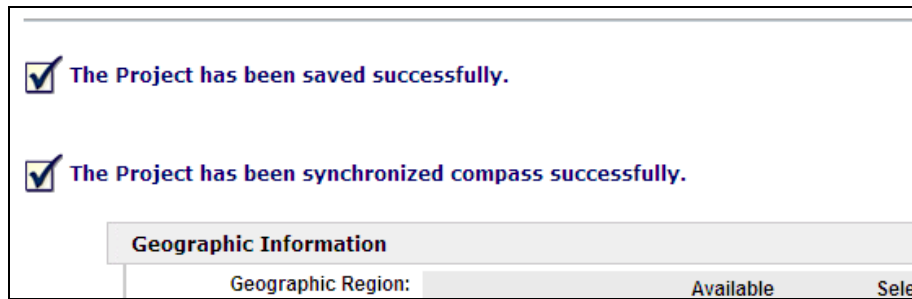 The Project has been saved successfully.
The Project has been synchronized compass successfully.
Geographic Information
Geographic Region: Available